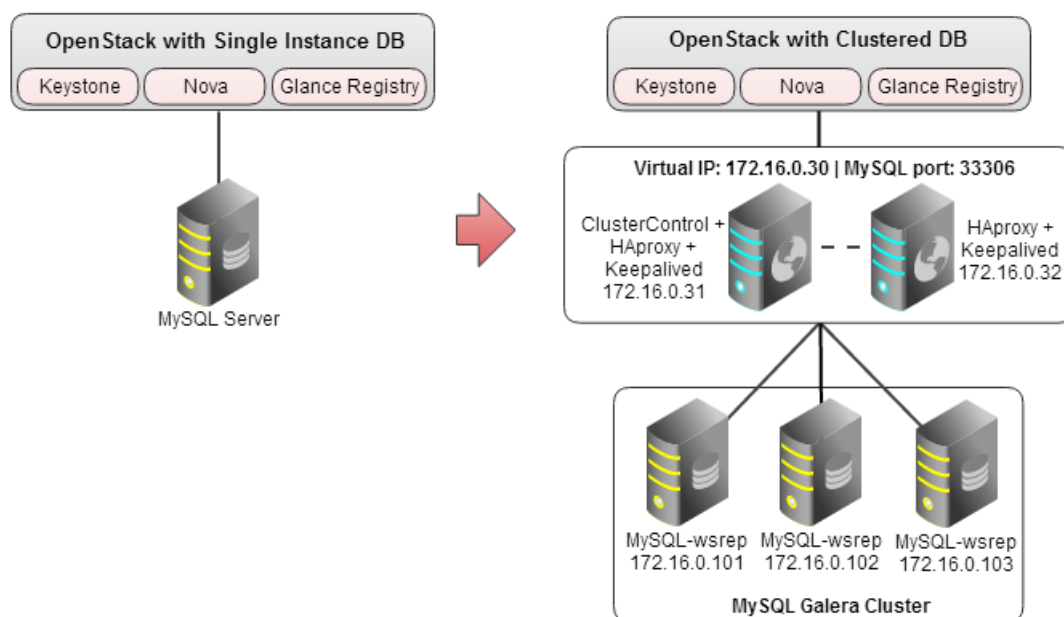 OpenStack with Single Instance DB
Keystone
Nova
Glance Registry
MySQL Server
OpenStack with Clustered DB
Keystone
Nova
Glance Registry
Virtual IP: 172.16.0.30 | MySQL port: 33306
ClusterControl +
HAproxy +
Keepalived
172.16.0.31
HAproxy +
Keepalived
172.16.0.32
MySQL-wsrep
172.16.0.101
MySQL-wsrep
172.16.0.102
MySQL-wsrep
172.16.0.103
MySQL Galera Cluster